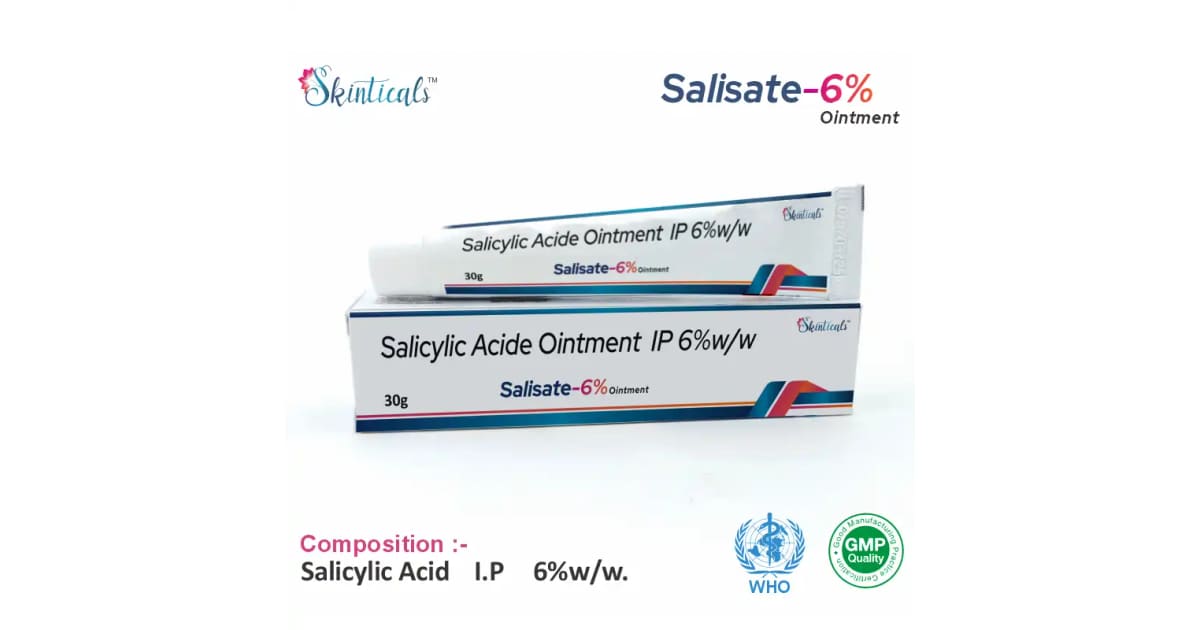 Skinticals™
Salisate-6%
Ointment
Skinticals
Salicylic Acide Ointment IP 6%w/w
Salisate-6% Ointment
30g
Skinticals™
Salicylic Acide Ointment IP 6%w/w
Salisate-6% Ointment
30g
Composition :-
Salicylic Acid I.P 6%w/w.
WHO
Good Manufacturing Practice Certification
GMP
Quality